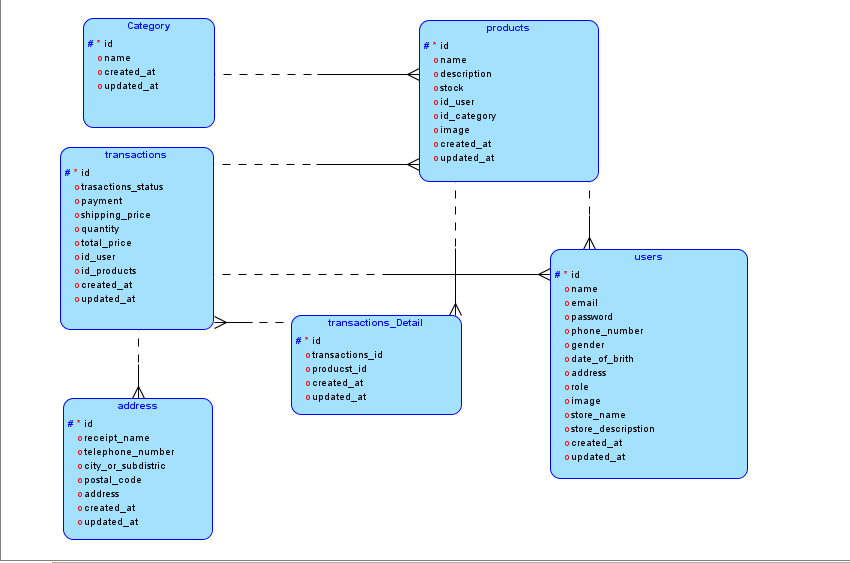 Category
# * id
o name
o created_at
o updated_at
products
# * id
o name
o description
o stock
o id_user
o id_category
o image
o created_at
o updated_at
transactions
# * id
o trasactions_status
o payment
o shipping_price
o quantity
o total_price
o id_user
o id_products
o created_at
o updated_at
users
# * id
o name
o email
o password
o phone_number
o gender
o date_of_brith
o address
o role
o image
o store_name
o store_descripstion
o created_at
o updated_at
transactions_Detail
# * id
o transactions_id
o producst_id
o created_at
o updated_at
address
# * id
o receipt_name
o telephone_number
o city_or_subdistric
o postal_code
o address
o created_at
o updated_at